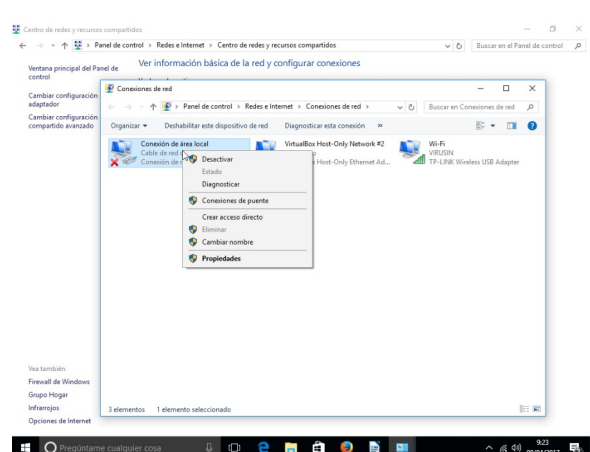 Centro de redes y recursos compartidos
Panel de control > Redes e Internet > Centro de redes y recursos compartidos
Buscar en el Panel de control
Ventana principal del Panel de control
Ver información básica de la red y configurar conexiones
Cambiar configuración adaptador
Cambiar configuración compartido avanzado
Conexiones de red
Panel de control > Redes e Internet > Conexiones de red >
Buscar en Conexiones de red
Organizar
Deshabilitar este dispositivo de red
Diagnosticar esta conexión
»
Conexión de área local
Cable de red
Conexión de
VirtualBox Host-Only Network #2
Host-Only Ethernet Ad...
Wi-Fi
VIRUSIN
TP-LINK Wireless USB Adapter
Desactivar
Estado
Diagnosticar
Conexiones de puente
Crear acceso directo
Eliminar
Cambiar nombre
Propiedades
Vea también
Firewall de Windows
Grupo Hogar
Infrarrojos
Opciones de Internet
3 elementos
1 elemento seleccionado
Pregúntame cualquier cosa
9:23